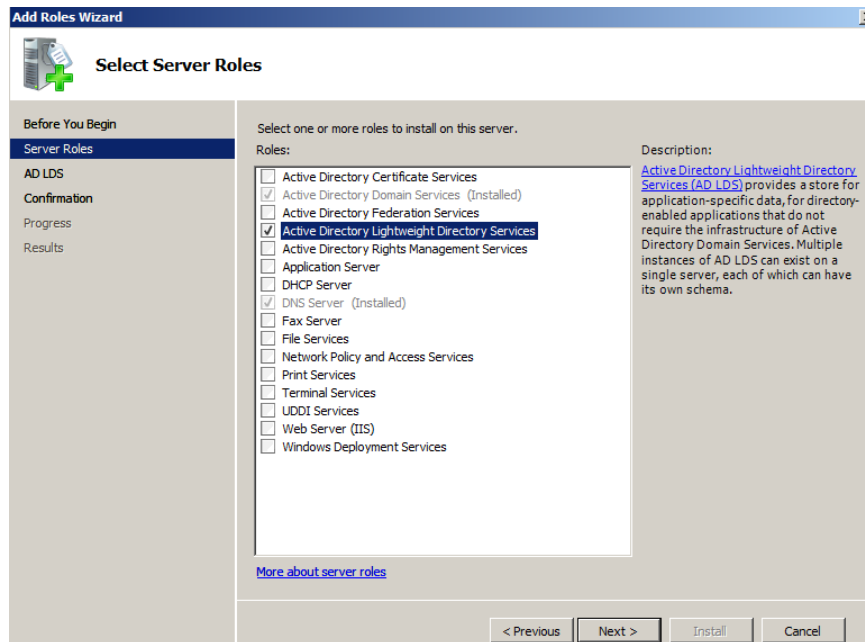 Add Roles Wizard
Select Server Roles
Before You Begin
Server Roles
AD LDS
Confirmation
Progress
Results
Select one or more roles to install on this server.
Roles:
Active Directory Certificate Services
Active Directory Domain Services (Installed)
Active Directory Federation Services
Active Directory Lightweight Directory Services
Active Directory Rights Management Services
Application Server
DHCP Server
DNS Server (Installed)
Fax Server
File Services
Network Policy and Access Services
Print Services
Terminal Services
UDDI Services
Web Server (IIS)
Windows Deployment Services
More about server roles
Description:
Active Directory Lightweight Directory
Services (AD LDS) provides a store for
application-specific data, for directory-
enabled applications that do not
require the infrastructure of Active
Directory Domain Services. Multiple
instances of AD LDS can exist on a
single server, each of which can have
its own schema.
< Previous
Next >
Install
Cancel